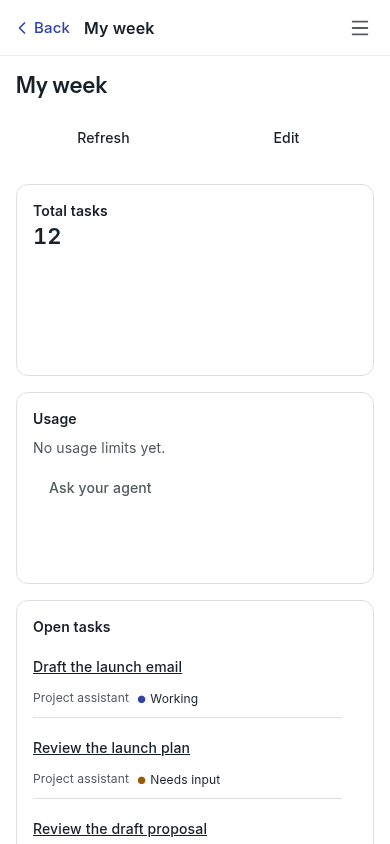 Back My week
My week
Refresh Edit
Total tasks
12
Usage
No usage limits yet.
Ask your agent
Open tasks
Draft the launch email
Project assistant Working
Review the launch plan
Project assistant Needs input
Review the draft proposal